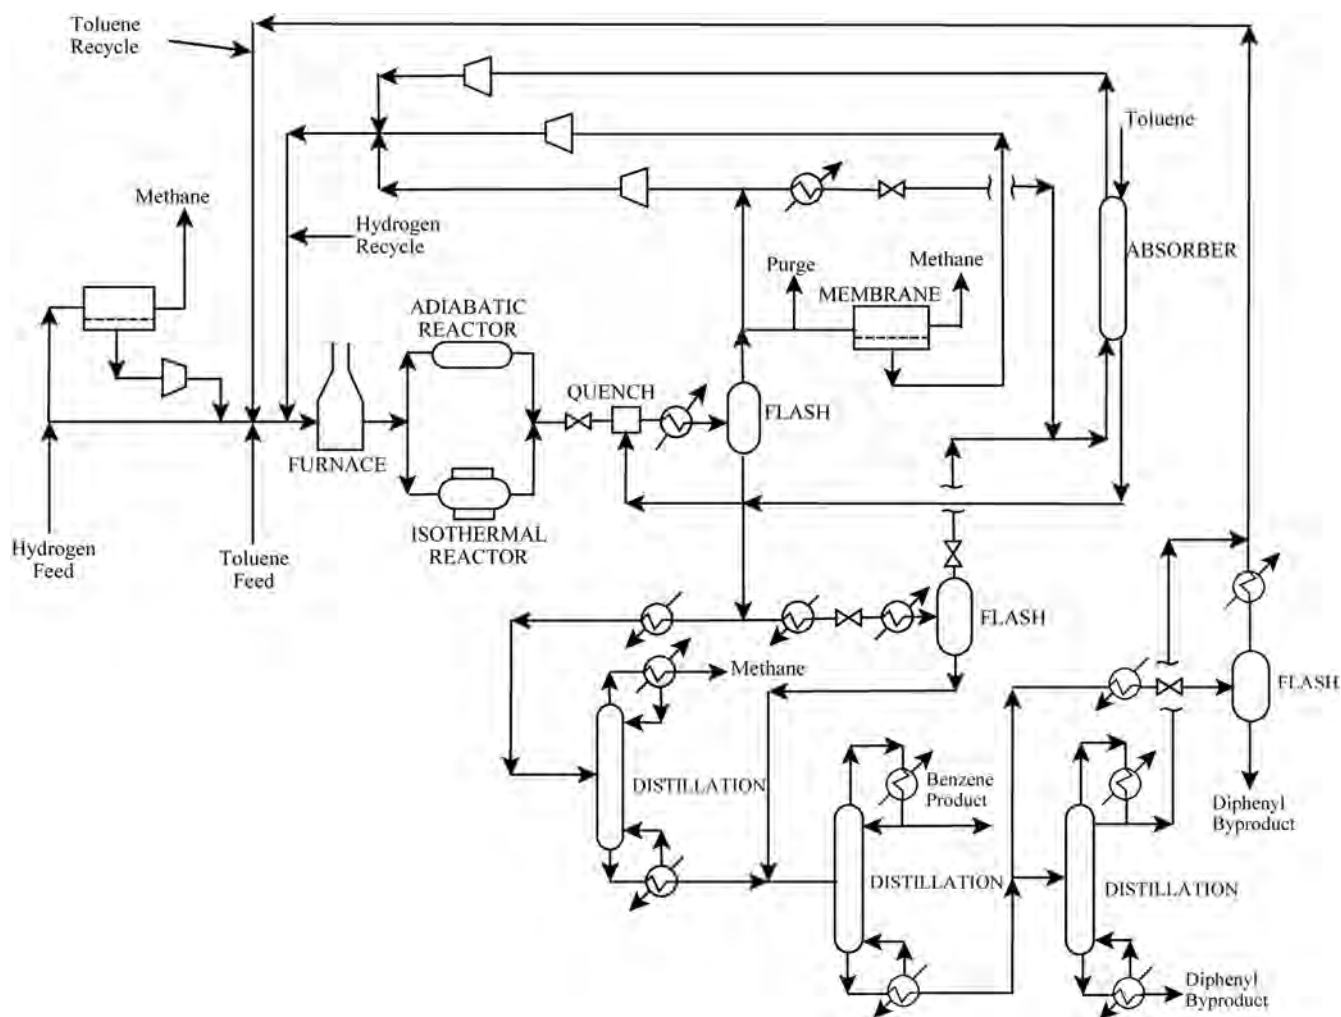 Toluene
Recycle
Toluene
Methane
Hydrogen
Recycle
ABSORBER
Purge
Methane
MEMBRANE
ADIABATIC
REACTOR
QUENCH
FLASH
FURNACE
ISOTHERMAL
REACTOR
Hydrogen
Feed
Toluene
Feed
FLASH
Methane
FLASH
DISTILLATION
Benzene
Product
Diphenyl
Byproduct
DISTILLATION
DISTILLATION
Diphenyl
Byproduct